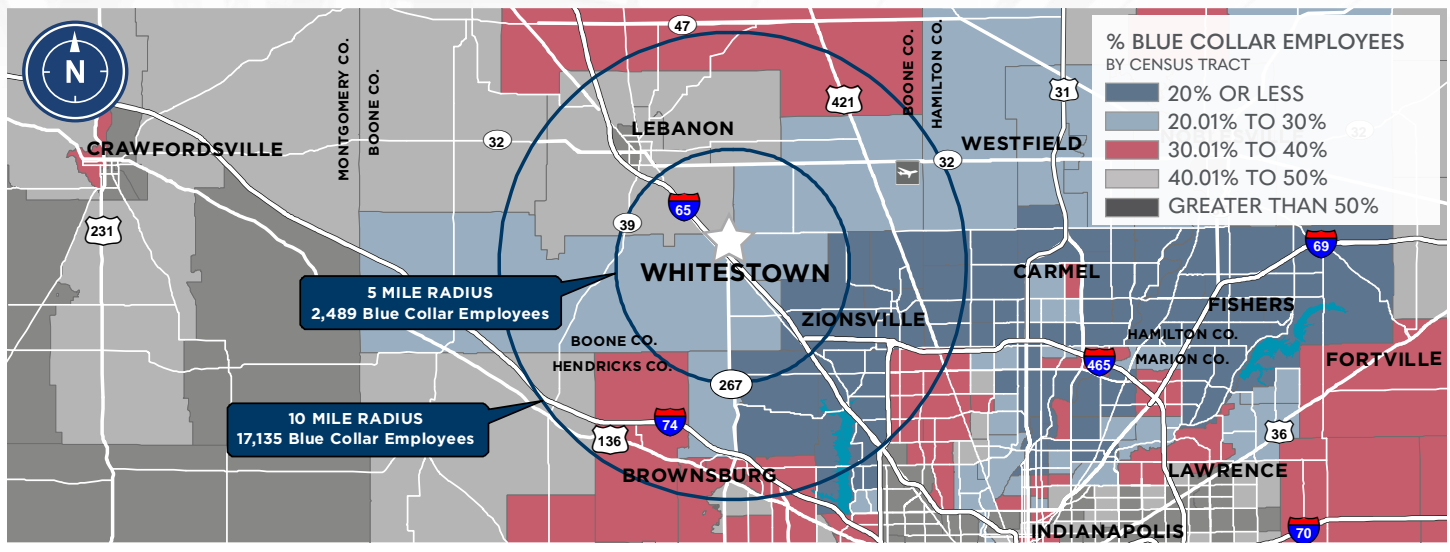 N
MONTGOMERY CO.
BOONE CO.
47
BOONE CO.
HAMILTON CO.
421
31
% BLUE COLLAR EMPLOYEES
BY CENSUS TRACT
20% OR LESS
20.01% TO 30%
30.01% TO 40%
40.01% TO 50%
GREATER THAN 50%
LEBANON
32
CRAWFORDSVILLE
WESTFIELD
32
32
231
39
65
WHITESTOWN
CARMEL
69
5 MILE RADIUS
2,489 Blue Collar Employees
ZIONSVILLE
FISHERS
BOONE CO.
HENDRICKS CO.
HAMILTON CO.
MARION CO.
465
FORTVILLE
267
10 MILE RADIUS
17,135 Blue Collar Employees
74
136
36
BROWNSBURG
LAWRENCE
INDIANAPOLIS
70